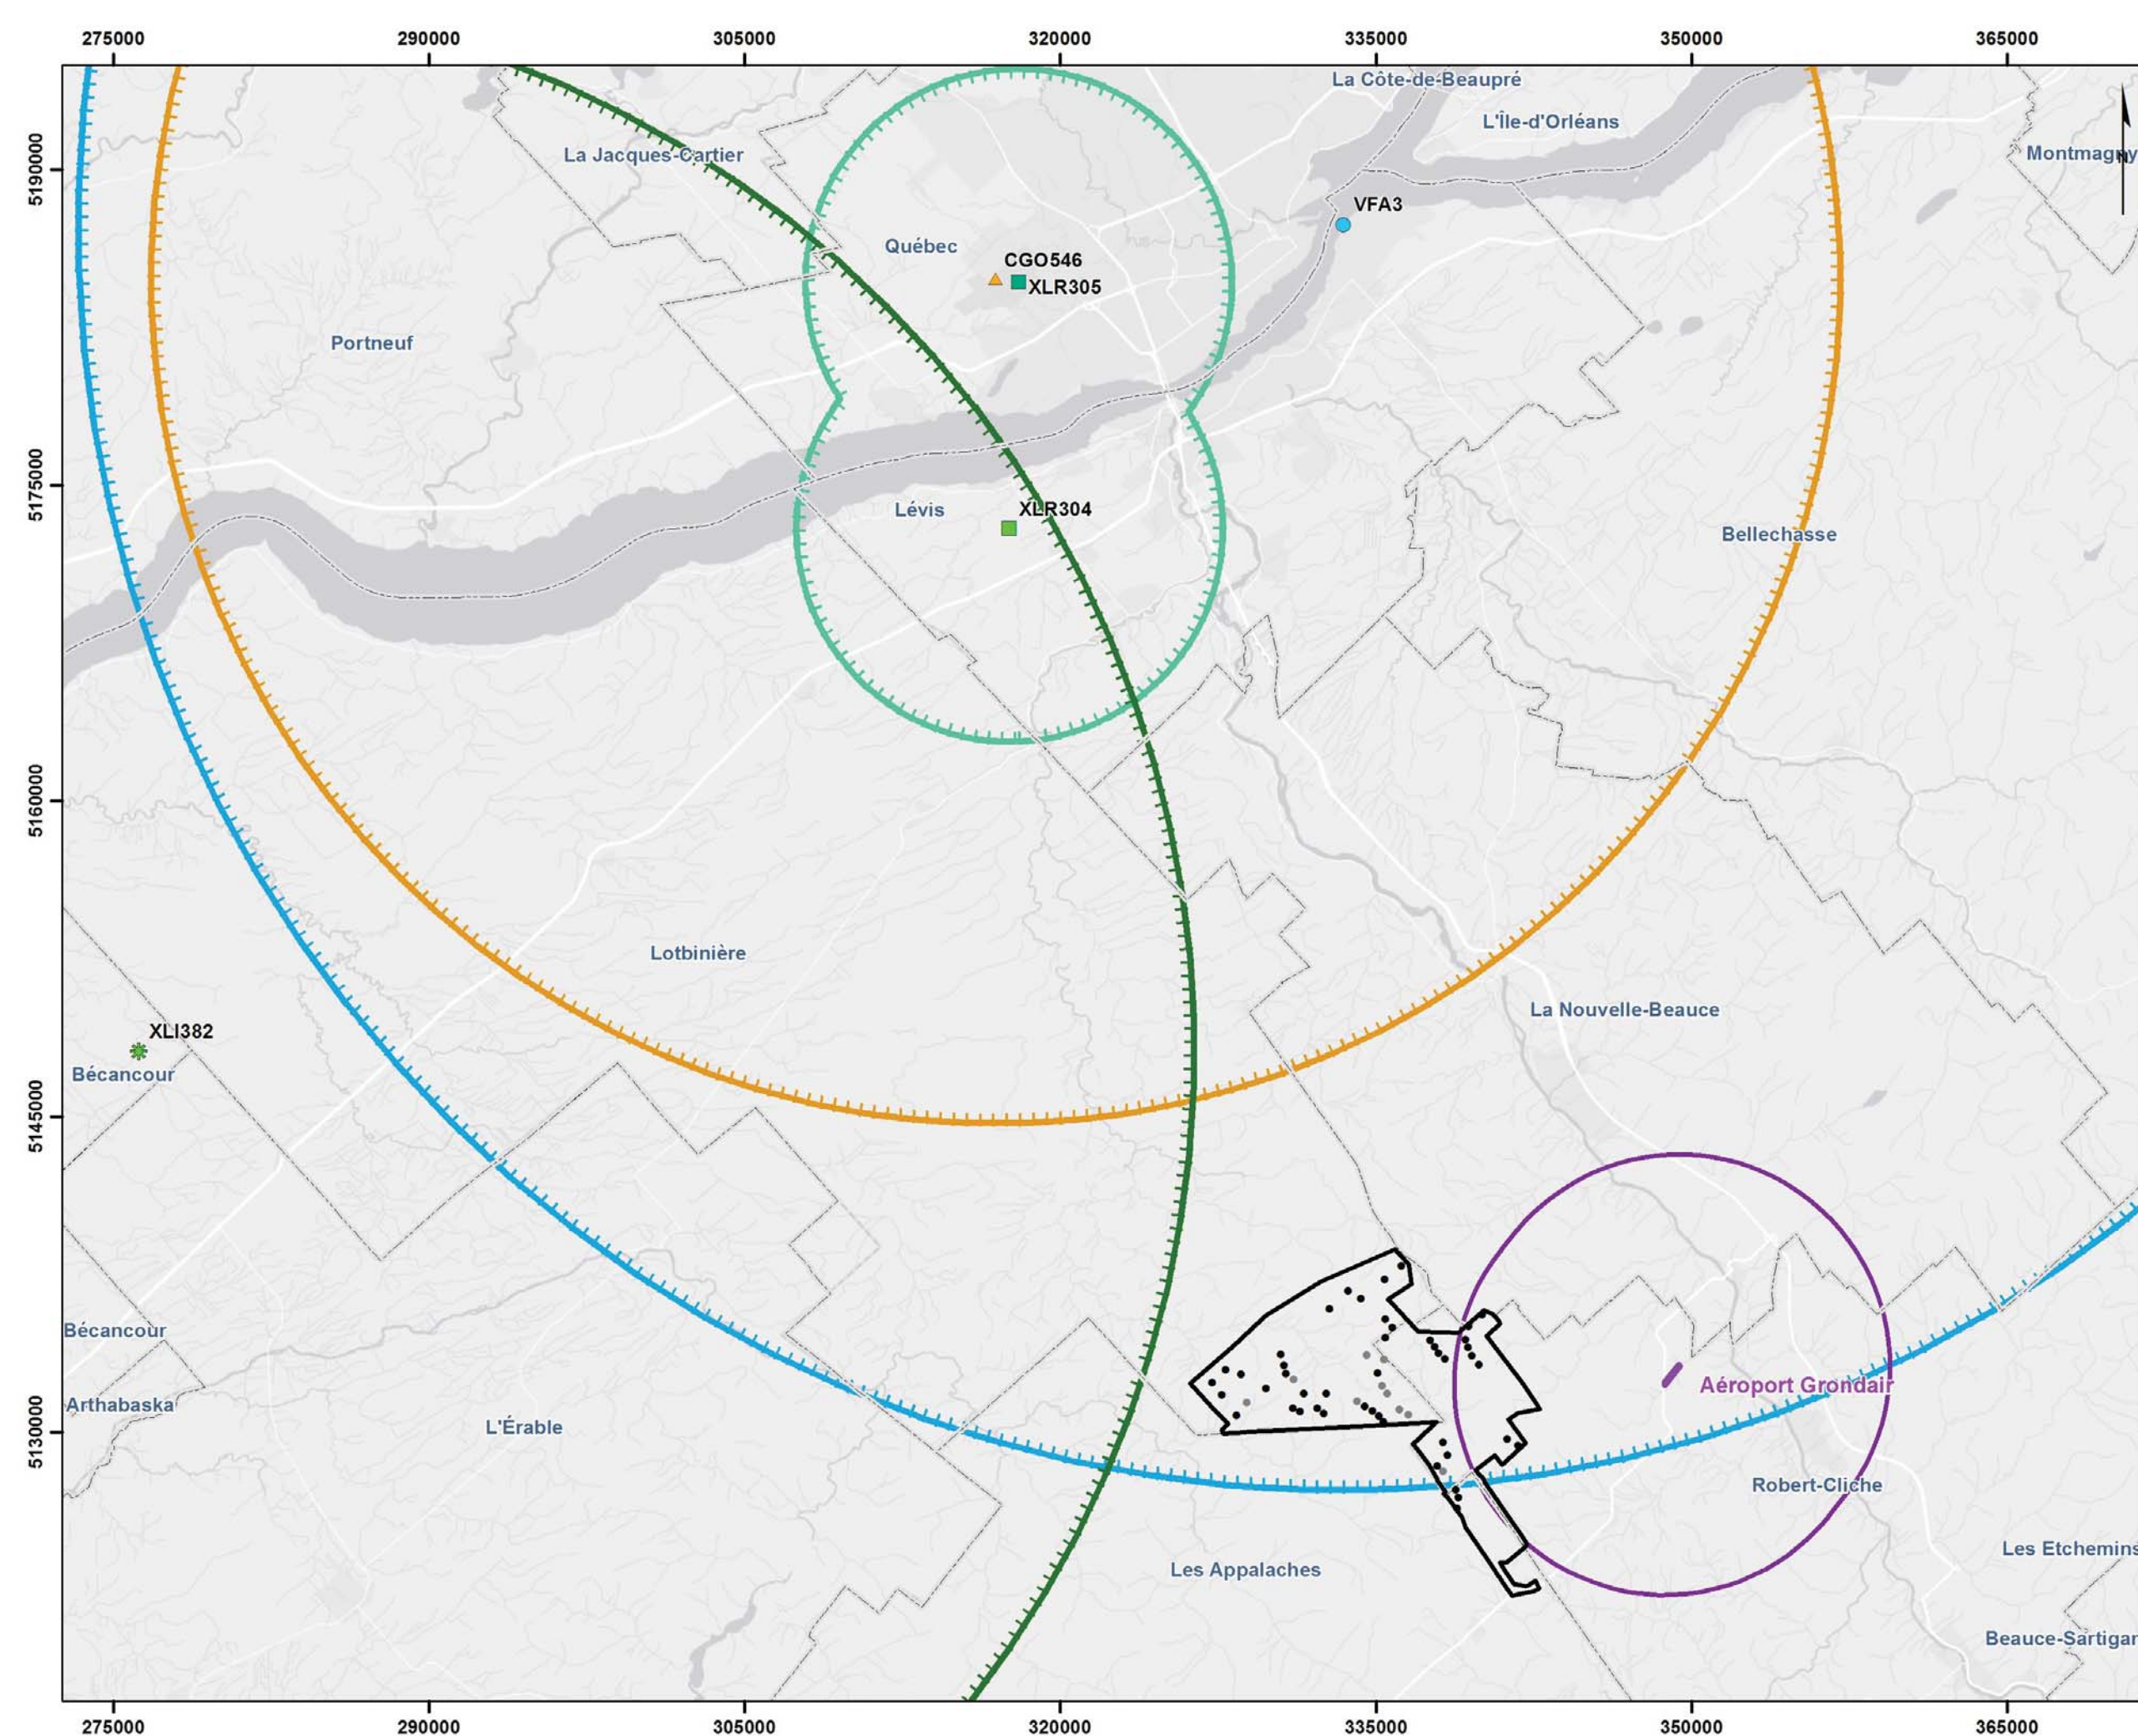 275000 290000 305000 320000 335000 350000 365000
La Côte-de-Beaupré
L'Île-d'Orléans
La Jacques-Cartier
Montmagny
N
5190000
VFA3
Québec
CGO546
XLR305
Portneuf
5175000
XLR304
Lévis
Bellechasse
5160000
Lotbinière
La Nouvelle-Beauce
XLI382
Bécancour
5145000
Bécancour
Aéroport Grondair
Arthabaska
L'Érable
5130000
Robert-Cliche
Les Etchemins
Les Appalaches
Beauce-Sartigan
275000 290000 305000 320000 335000 350000 365000